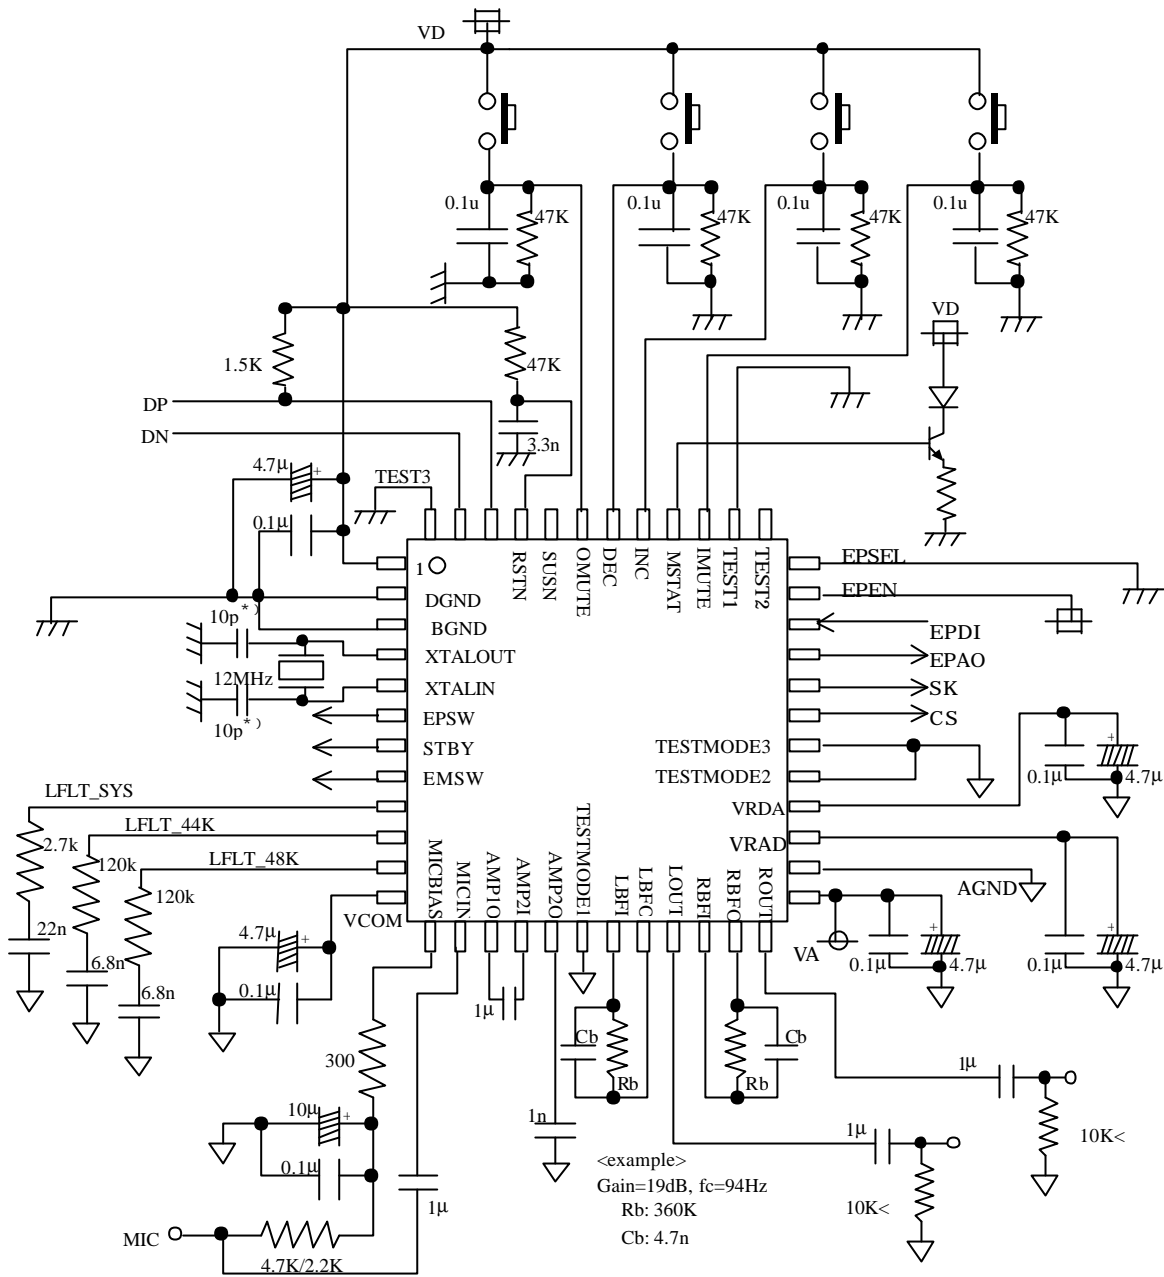 VD
0.1u
47K
0.1u
47K
0.1u
47K
0.1u
47K
VD
1.5K
47K
DP
DN
3.3n
4.7μ
+
TEST3
0.1μ
1
RSTN
SUSN
OMUTE
DEC
INC
MSTAT
IMUTE
TEST1
TEST2
EPSEL
DGND
EPEN
10p*)
BGND
EPDI
XTALOUT
EPAO
12MHz
XTALIN
SK
10p*)
EPSW
CS
STBY
TESTMODE3
+
EMSW
TESTMODE2
0.1μ
4.7μ
LFLT_SYS
VRDA
LFLT_44K
2.7k
VRAD
120k
LFLT_48K
120k
AGND
MICBIAS
MICIN
AMP1O
AMP2I
AMP2O
TESTMODE1
LBFI
LBFC
LOUT
RBFI
RBFC
ROUT
VCOM
22n
4.7μ
+
+
+
VA
6.8n
0.1μ
4.7μ
0.1μ
4.7μ
6.8n
0.1μ
1μ
Cb
Cb
300
Rb
Rb
1μ
10μ
+
1n
1μ
10K<
0.1μ
<example>
Gain=19dB, fc=94Hz
1μ
Rb: 360K
10K<
MIC
Cb: 4.7n
4.7K/2.2K